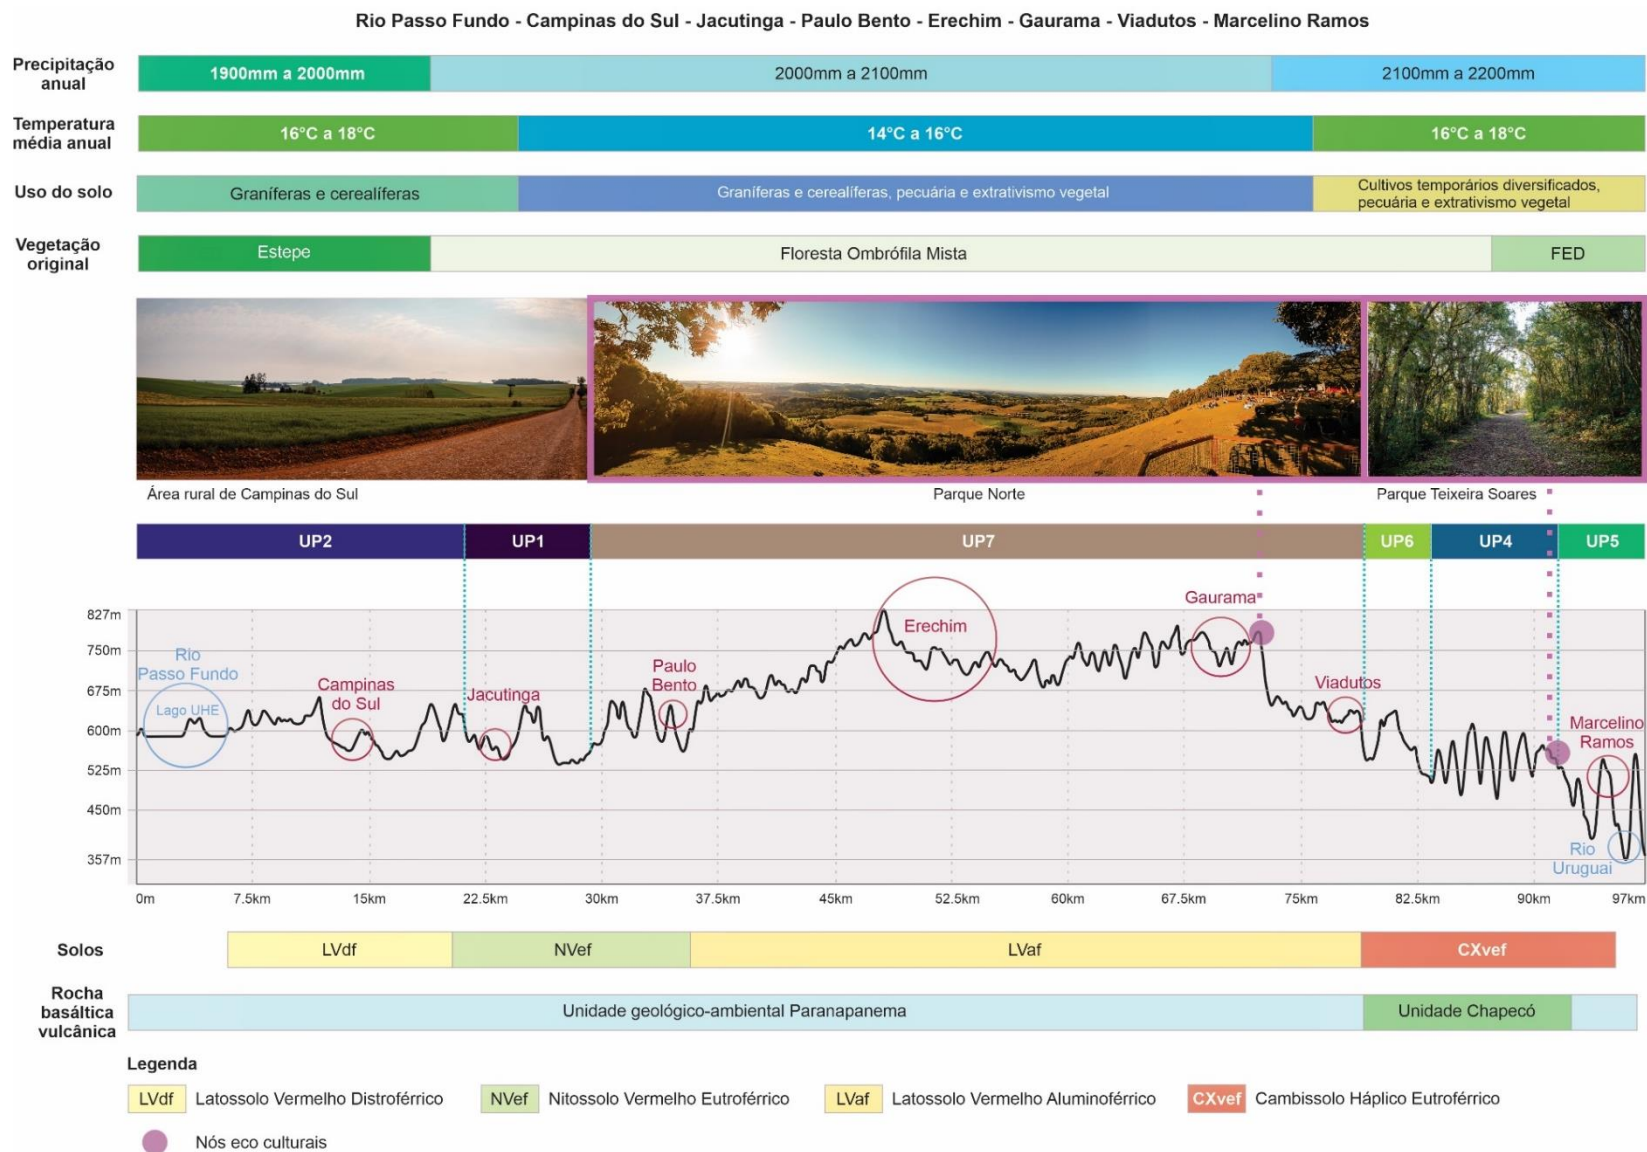 Rio Passo Fundo - Campinas do Sul - Jacutinga - Paulo Bento - Erechim - Gaurama - Viadutos - Marcelino Ramos
Precipitação
anual
1900mm a 2000mm
2000mm a 2100mm
2100mm a 2200mm
Temperatura
média anual
16°C a 18°C
14°C a 16°C
16°C a 18°C
Uso do solo
Graníferas e cerealíferas
Graníferas e cerealíferas, pecuária e extrativismo vegetal
Cultivos temporários diversificados,
pecuária e extrativismo vegetal
Vegetação
original
Estepe
Floresta Ombrófila Mista
FED
Área rural de Campinas do Sul
Parque Norte
Parque Teixeira Soares
UP2
UP1
UP7
UP6
UP4
UP5
827m
750m
675m
600m
525m
450m
357m
Rio
Passo Fundo
Lago UHE
Campinas
do Sul
Jacutinga
Paulo
Bento
Erechim
Gaurama
Viadutos
Marcelino
Ramos
Rio
Uruguai
0m
7.5km
15km
22.5km
30km
37.5km
45km
52.5km
60km
67.5km
75km
82.5km
90km
97km
Solos
LVdf
NVef
LVaf
CXvef
Rocha
basáltica
vulcânica
Unidade geológico-ambiental Paranapanema
Unidade Chapecó
Legenda
LVdf
Latossolo Vermelho Distroférrico
NVef
Nitossolo Vermelho Eutroférrico
LVaf
Latossolo Vermelho Aluminoférrico
CXvef
Cambissolo Háplico Eutroférrico
Nós eco culturais